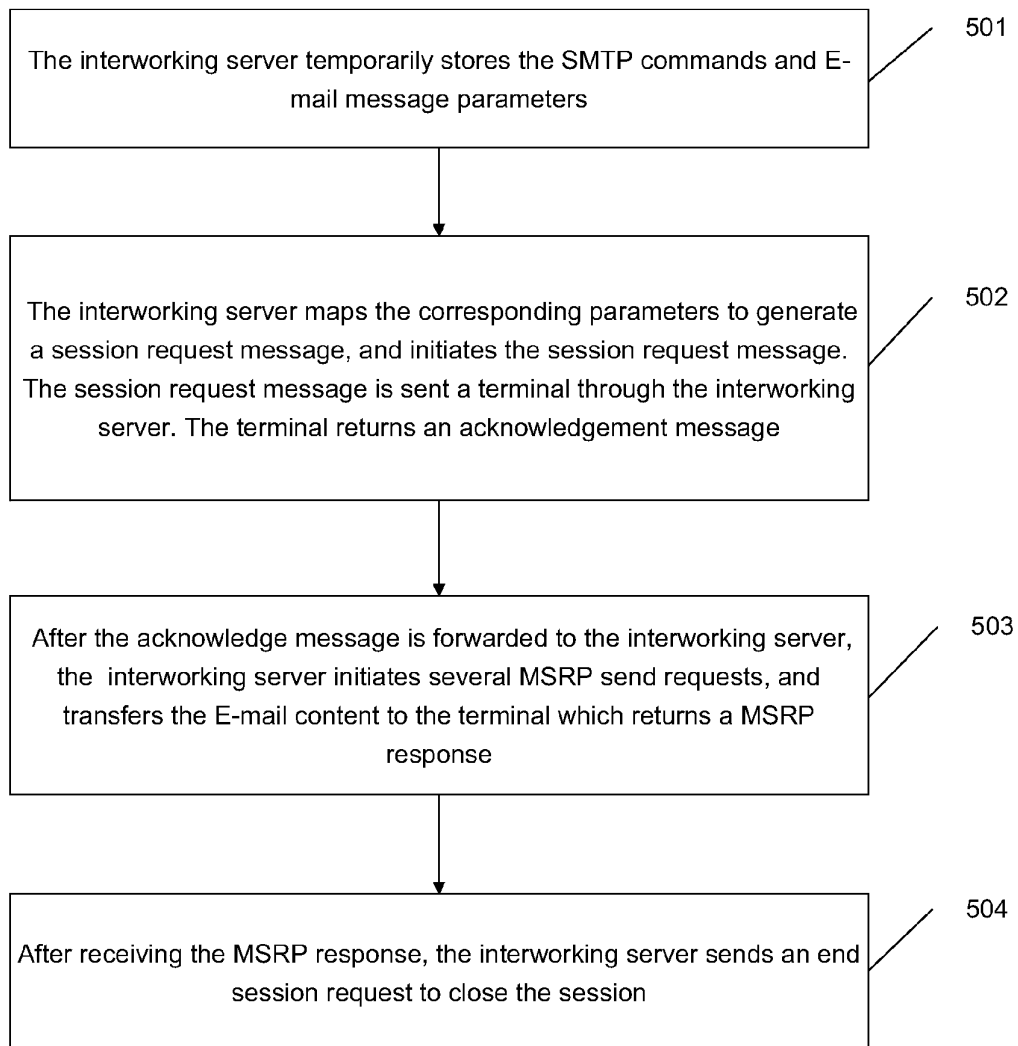 501
The interworking server temporarily stores the SMTP commands and E-
mail message parameters
502
The interworking server maps the corresponding parameters to generate
a session request message, and initiates the session request message.
The session request message is sent a terminal through the interworking
server. The terminal returns an acknowledgement message
503
After the acknowledge message is forwarded to the interworking server,
the interworking server initiates several MSRP send requests, and
transfers the E-mail content to the terminal which returns a MSRP
response
504
After receiving the MSRP response, the interworking server sends an end
session request to close the session